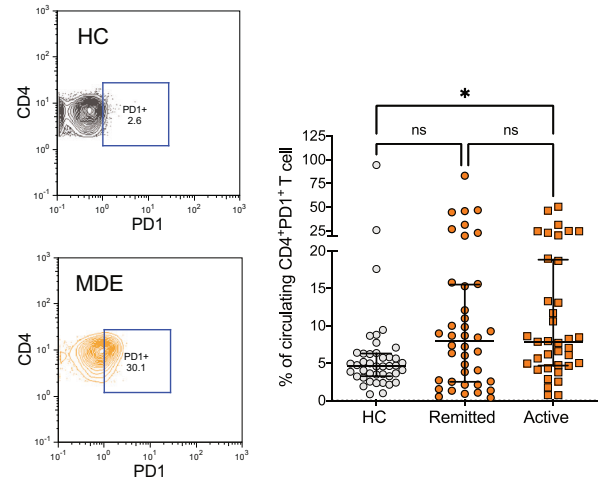 HC
10³
10²
10¹
10⁰
10⁻¹
CD4
PD1+
2.6
10⁻¹ 10⁰ 10¹ 10² 10³
PD1
MDE
10³
10²
10¹
10⁰
10⁻¹
CD4
PD1+
30.1
10⁻¹ 10⁰ 10¹ 10² 10³
PD1
*
ns ns
% of circulating CD4⁺PD1⁺ T cell
125
100
75
50
25
20
15
10
5
0
HC Remitted Active